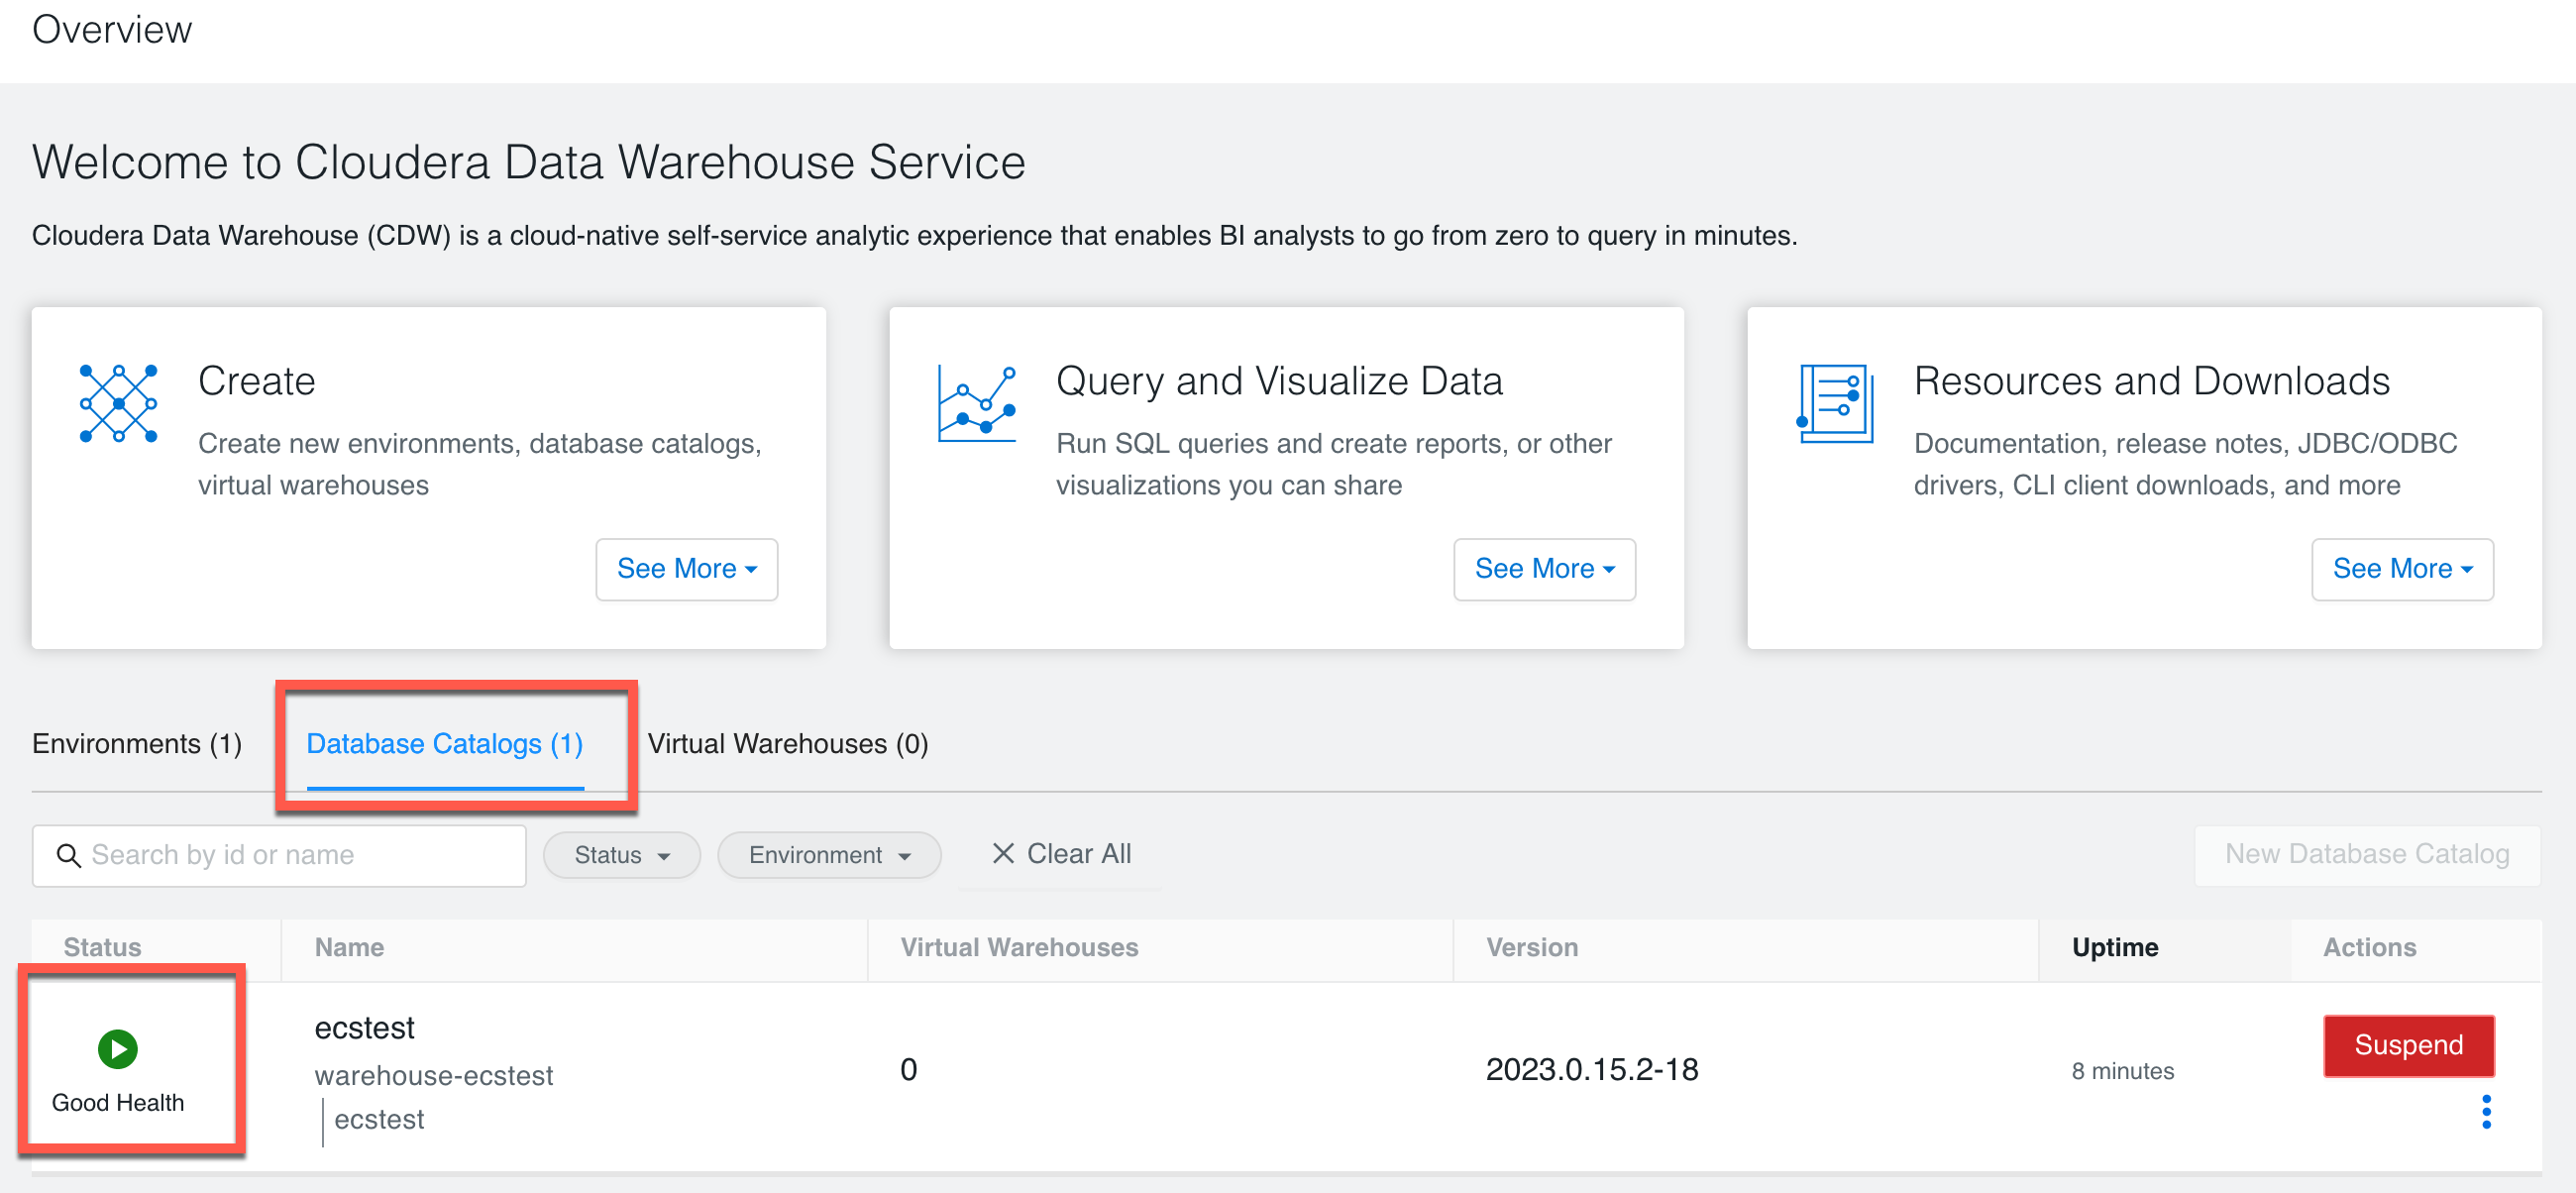 Overview
Welcome to Cloudera Data Warehouse Service
Cloudera Data Warehouse (CDW) is a cloud-native self-service analytic experience that enables BI analysts to go from zero to query in minutes.
Create
Create new environments, database catalogs,
virtual warehouses
See More
Query and Visualize Data
Run SQL queries and create reports, or other
visualizations you can share
See More
Resources and Downloads
Documentation, release notes, JDBC/ODBC
drivers, CLI client downloads, and more
See More
Environments (1) Database Catalogs (1) Virtual Warehouses (0)
Search by id or name Status Environment Clear All New Database Catalog
Status Name Virtual Warehouses Version Uptime Actions
Good Health
ecstest
warehouse-ecstest
ecstest
0
2023.0.15.2-18
8 minutes
Suspend